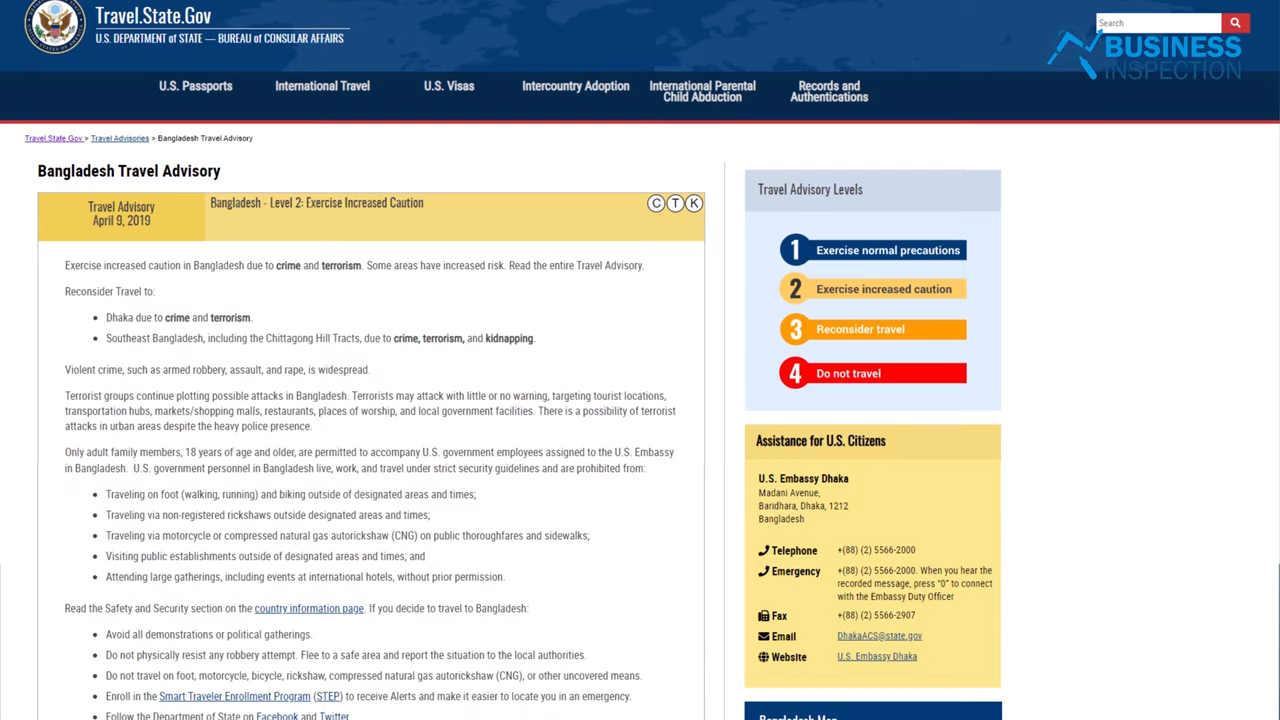 Travel.State.Gov
U.S. DEPARTMENT of STATE — BUREAU of CONSULAR AFFAIRS
Search
BUSINESS
INSPECTION
U.S. Passports
International Travel
U.S. Visas
Intercountry Adoption
International Parental
Child Abduction
Records and
Authentications
Travel.State.Gov > Travel Advisories > Bangladesh Travel Advisory
Bangladesh Travel Advisory
Travel Advisory
April 9, 2019
Bangladesh - Level 2: Exercise Increased Caution
C T K
Exercise increased caution in Bangladesh due to crime and terrorism. Some areas have increased risk. Read the entire Travel Advisory.
Reconsider Travel to:
• Dhaka due to crime and terrorism.
• Southeast Bangladesh, including the Chittagong Hill Tracts, due to crime, terrorism, and kidnapping.
Violent crime, such as armed robbery, assault, and rape, is widespread.
Terrorist groups continue plotting possible attacks in Bangladesh. Terrorists may attack with little or no warning, targeting tourist locations,
transportation hubs, markets/shopping malls, restaurants, places of worship, and local government facilities. There is a possibility of terrorist
attacks in urban areas despite the heavy police presence.
Only adult family members, 18 years of age and older, are permitted to accompany U.S. government employees assigned to the U.S. Embassy
in Bangladesh. U.S. government personnel in Bangladesh live, work, and travel under strict security guidelines and are prohibited from:
• Traveling on foot (walking, running) and biking outside of designated areas and times;
• Traveling via non-registered rickshaws outside designated areas and times;
• Traveling via motorcycle or compressed natural gas autorickshaw (CNG) on public thoroughfares and sidewalks;
• Visiting public establishments outside of designated areas and times; and
• Attending large gatherings, including events at international hotels, without prior permission.
Read the Safety and Security section on the country information page. If you decide to travel to Bangladesh:
• Avoid all demonstrations or political gatherings.
• Do not physically resist any robbery attempt. Flee to a safe area and report the situation to the local authorities.
• Do not travel on foot, motorcycle, bicycle, rickshaw, compressed natural gas autorickshaw (CNG), or other uncovered means.
• Enroll in the Smart Traveler Enrollment Program (STEP) to receive Alerts and make it easier to locate you in an emergency.
• Follow the Department of State on Facebook and Twitter
Travel Advisory Levels
1 Exercise normal precautions
2 Exercise increased caution
3 Reconsider travel
4 Do not travel
Assistance for U.S. Citizens
U.S. Embassy Dhaka
Madani Avenue,
Baridhara, Dhaka, 1212
Bangladesh
Telephone +(88) (2) 5566-2000
Emergency +(88) (2) 5566-2000. When you hear the
recorded message, press "0" to connect
with the Embassy Duty Officer
Fax +(88) (2) 5566-2907
Email DhakaACS@state.gov
Website U.S. Embassy Dhaka
Bangladesh Map